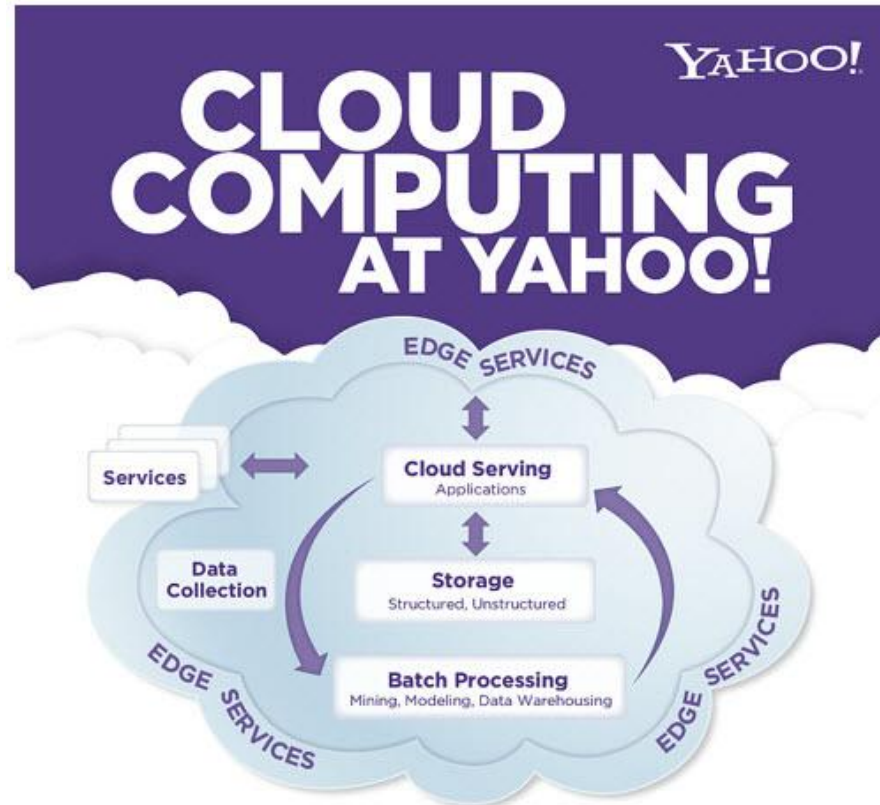 YAHOO!
CLOUD
COMPUTING
AT YAHOO!
EDGE SERVICES
Services
Cloud Serving
Applications
Data
Collection
Storage
Structured, Unstructured
Batch Processing
Mining, Modeling, Data Warehousing
EDGE SERVICES
EDGE SERVICES